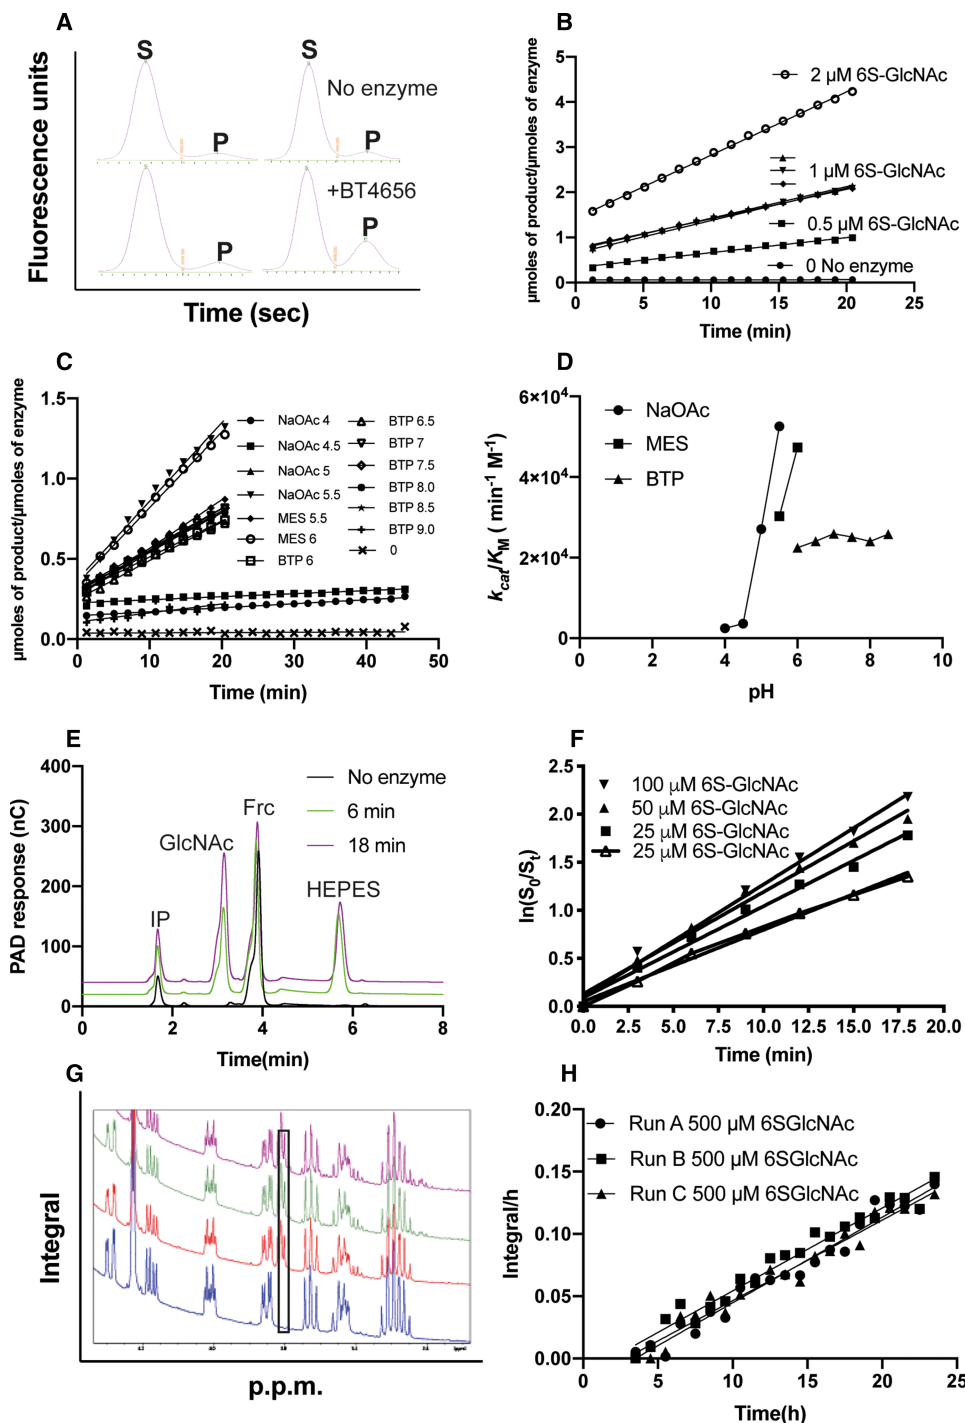 A
Fluorescence units
S
S
No enzyme
P
P
+BT4656
P
P
Time (sec)
B
µmoles of product/µmoles of enzyme
5
4
3
2
1
0
2 µM 6S-GlcNAc
1 µM 6S-GlcNAc
0.5 µM 6S-GlcNAc
0 No enzyme
0 5 10 15 20 25
Time (min)
C
µmoles of product/µmoles of enzyme
1.5
1.0
0.5
0.0
NaOAc 4
NaOAc 4.5
NaOAc 5
NaOAc 5.5
MES 5.5
MES 6
BTP 6
BTP 6.5
BTP 7
BTP 7.5
BTP 8.0
BTP 8.5
BTP 9.0
0
0 10 20 30 40 50
Time (min)
D
kcat/KM ( min-1 M-1)
6×10⁴
4×10⁴
2×10⁴
0
NaOAc
MES
BTP
0 2 4 6 8 10
pH
E
PAD response (nC)
400
300
200
100
0
No enzyme
6 min
18 min
IP
GlcNAc
Frc
HEPES
0 2 4 6 8
Time(min)
F
ln(S0/St)
2.5
2.0
1.5
1.0
0.5
0.0
100 µM 6S-GlcNAc
50 µM 6S-GlcNAc
25 µM 6S-GlcNAc
25 µM 6S-GlcNAc
0.0 2.5 5.0 7.5 10.0 12.5 15.0 17.5 20.0
Time (min)
G
Integral
p.p.m.
H
Integral/h
0.20
0.15
0.10
0.05
0.00
Run A 500 µM 6SGlcNAc
Run B 500 µM 6SGlcNAc
Run C 500 µM 6SGlcNAc
0 5 10 15 20 25
Time(h)